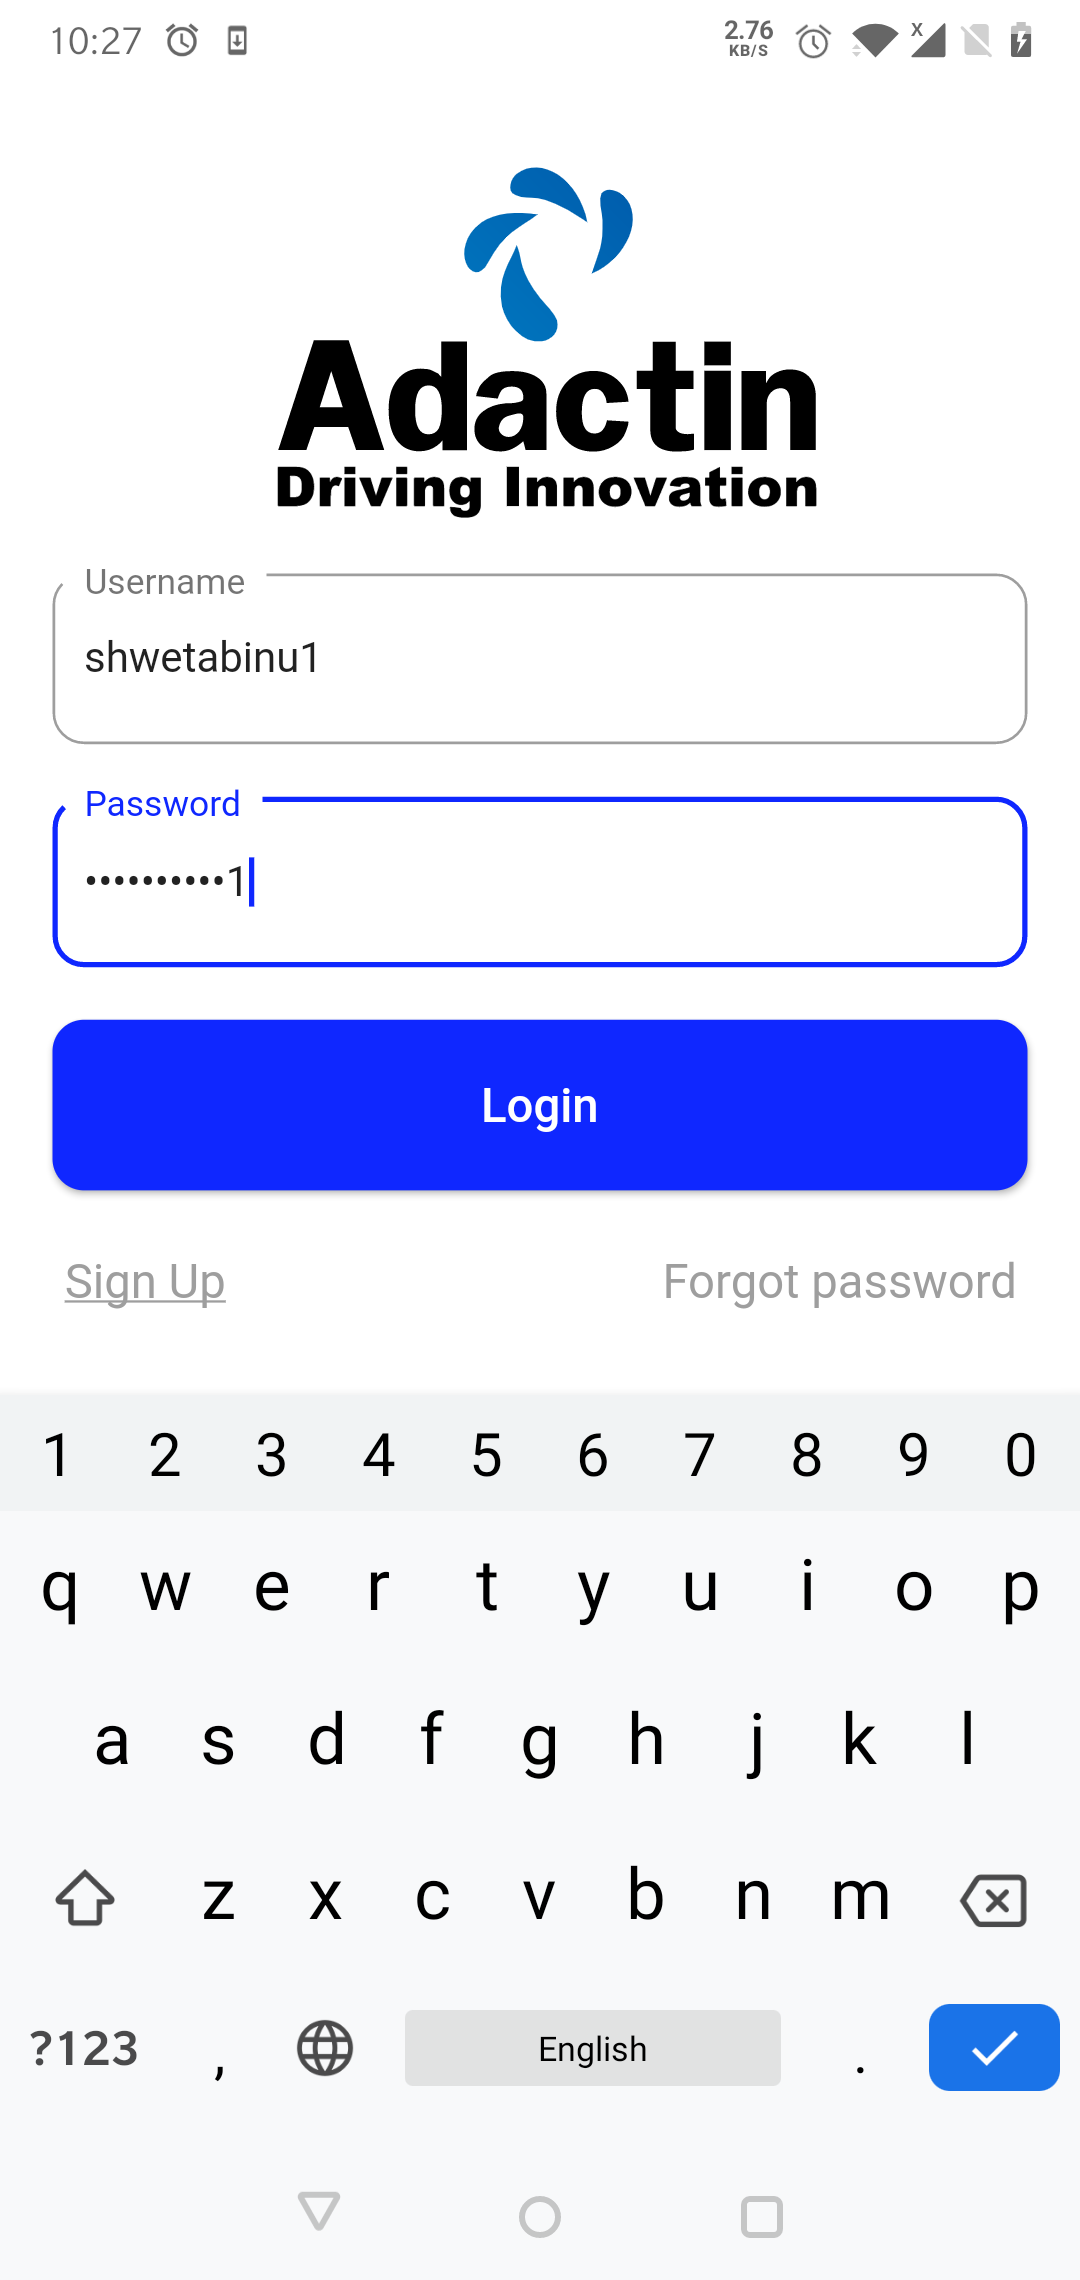 10:27
2.76
KB/S
X
Adactin
Driving Innovation
Username
shwetabinu1
Password
••••••••••1
Login
Sign Up
Forgot password
1 2 3 4 5 6 7 8 9 0
q w e r t y u i o p
a s d f g h j k l
z x c v b n m
?123 , English .